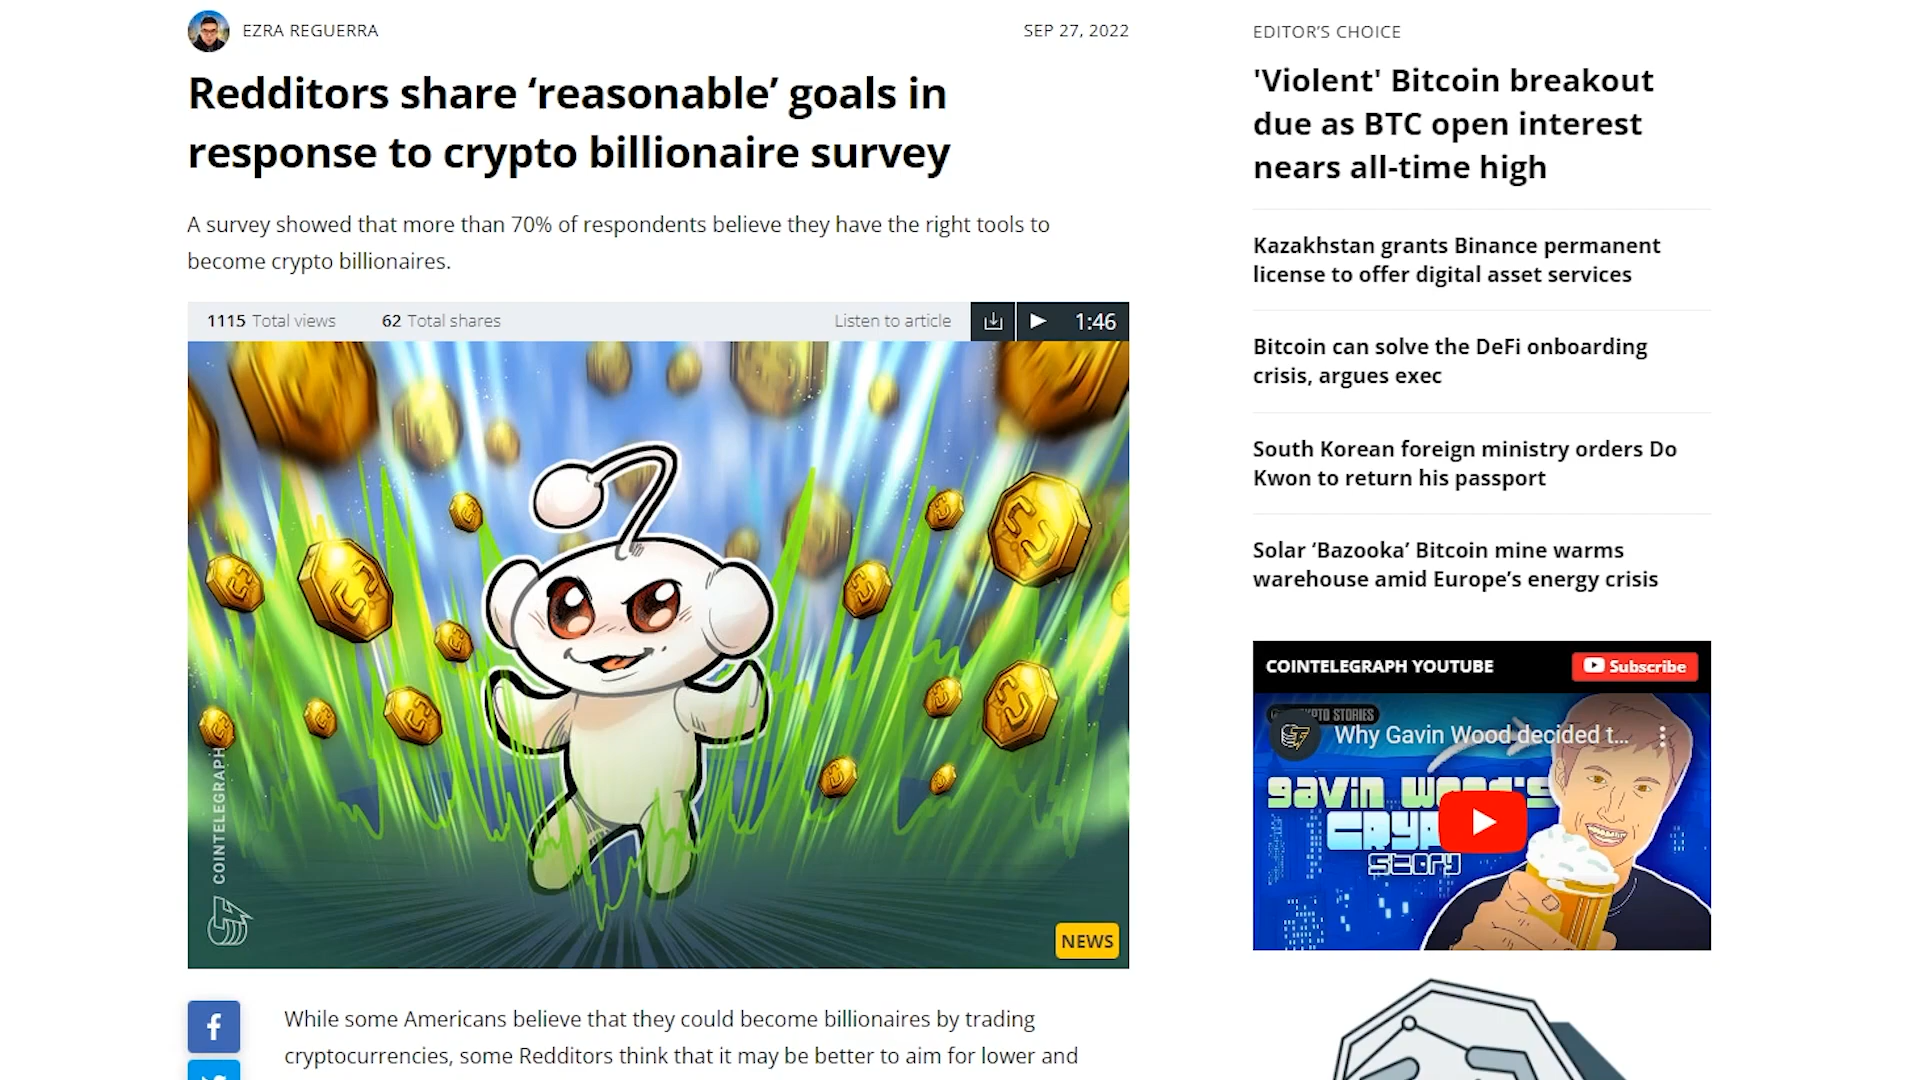 EZRA REGUERRA
SEP 27, 2022
Redditors share ‘reasonable’ goals in
response to crypto billionaire survey
A survey showed that more than 70% of respondents believe they have the right tools to
become crypto billionaires.
1115 Total views
62 Total shares
Listen to article
1:46
COINTELEGRAPH
NEWS
While some Americans believe that they could become billionaires by trading
cryptocurrencies, some Redditors think that it may be better to aim for lower and
EDITOR’S CHOICE
'Violent' Bitcoin breakout
due as BTC open interest
nears all-time high
Kazakhstan grants Binance permanent
license to offer digital asset services
Bitcoin can solve the DeFi onboarding
crisis, argues exec
South Korean foreign ministry orders Do
Kwon to return his passport
Solar ‘Bazooka’ Bitcoin mine warms
warehouse amid Europe’s energy crisis
COINTELEGRAPH YOUTUBE
Subscribe
STORIES
Why Gavin Wood decided t...
Gavin
Story